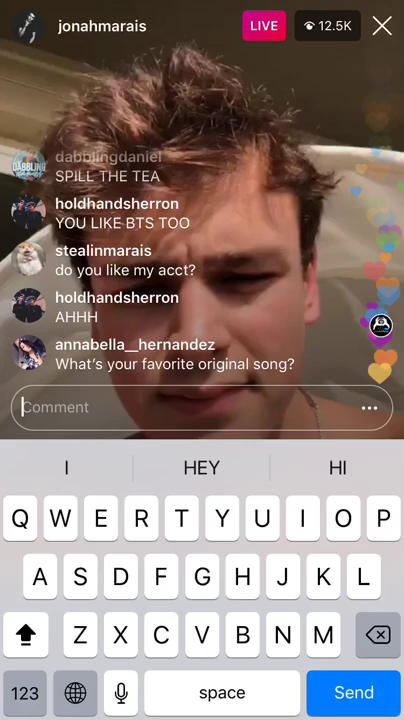 jonahmarais
LIVE
12.5K
dabblingdaniel
DABBLING
SPILL THE TEA
holdhandsherron
YOU LIKE BTS TOO
stealinmarais
do you like my acct?
holdhandsherron
AHHH
annabella__hernandez
What's your favorite original song?
Comment
I HEY HI
Q W E R T Y U I O P
A S D F G H J K L
Z X C V B N M
123 space Send